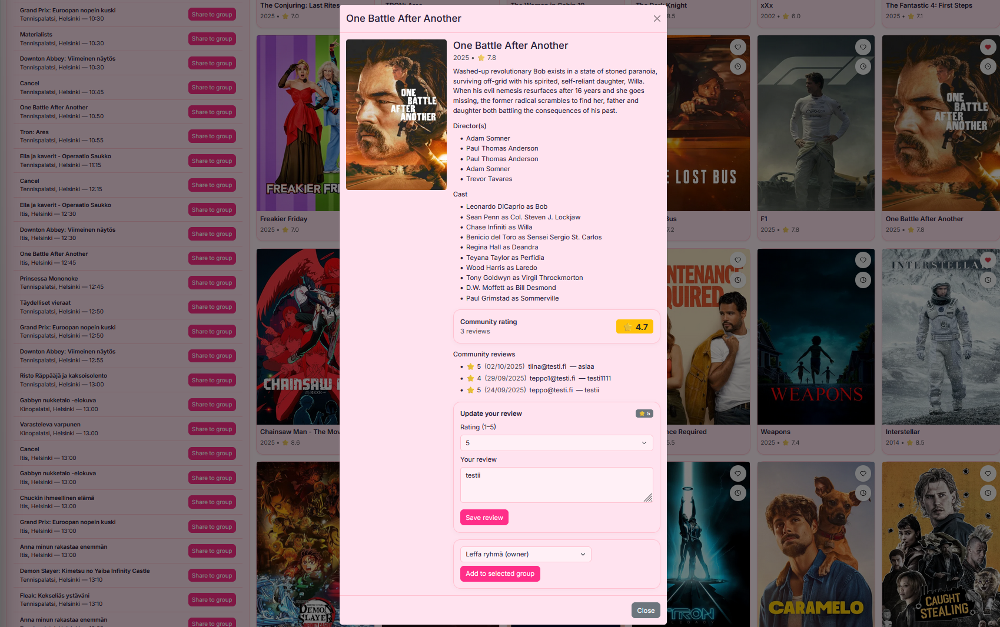 Grand Prix: Euroopan nopein kuski
Tennispalatsi, Helsinki — 10:30
Share to group
Materialists
Tennispalatsi, Helsinki — 10:30
Share to group
Downton Abbey: Viimeinen näytös
Tennispalatsi, Helsinki — 10:30
Share to group
Cancel
Tennispalatsi, Helsinki — 10:45
Share to group
One Battle After Another
Tennispalatsi, Helsinki — 10:50
Share to group
Tron: Ares
Tennispalatsi, Helsinki — 10:55
Share to group
Ella ja kaverit - Operaatio Saukko
Tennispalatsi, Helsinki — 11:15
Share to group
Cancel
Tennispalatsi, Helsinki — 12:15
Share to group
Ella ja kaverit - Operaatio Saukko
Itis, Helsinki — 12:30
Share to group
Downton Abbey: Viimeinen näytös
Itis, Helsinki — 12:30
Share to group
One Battle After Another
Itis, Helsinki — 12:45
Share to group
Prinsessa Mononoke
Tennispalatsi, Helsinki — 12:45
Share to group
Täydelliset vieraat
Tennispalatsi, Helsinki — 12:50
Share to group
Grand Prix: Euroopan nopein kuski
Tennispalatsi, Helsinki — 12:50
Share to group
Downton Abbey: Viimeinen näytös
Tennispalatsi, Helsinki — 12:55
Share to group
Risto Räppääjä ja kaksoisolento
Tennispalatsi, Helsinki — 13:00
Share to group
Gabbyn nukketalo -elokuva
Kinopalatsi, Helsinki — 13:00
Share to group
Varasteleva varpunen
Kinopalatsi, Helsinki — 13:00
Share to group
Cancel
Itis, Helsinki — 13:00
Share to group
Gabbyn nukketalo -elokuva
Itis, Helsinki — 13:00
Share to group
Chuckin ihmeellinen elämä
Itis, Helsinki — 13:00
Share to group
Grand Prix: Euroopan nopein kuski
Itis, Helsinki — 13:00
Share to group
Anna minun rakastaa enemmän
Itis, Helsinki — 13:00
Share to group
Demon Slayer: Kimetsu no Yaiba Infinity Castle
Tennispalatsi, Helsinki — 13:10
Share to group
Fleak: Kekseliäs ystäväni
Tennispalatsi, Helsinki — 13:10
Share to group
Anna minun rakastaa enemmän
Share to group
The Conjuring: Last Rites
2025 • 7.0
Knight
8.5
xXx
2002 • 6.0
The Fantastic 4: First Steps
2025 • 7.1
FREAKIER FRI
Freakier Friday
2025 • 7.0
E LOST BUS
Bus
7.2
F1
2025 • 7.8
ONE
BATTLE
AFTER
ANOTHER
One Battle After Another
2025 • 7.8
CHAINSAW
REZE
Chainsaw Man - The Mov
2025 • 8.6
NTENANC
QUIRED
nce Required
5.5
WEAPONS
Weapons
2025 • 7.4
INTERSTELLAR
Interstellar
2014 • 8.5
DEMON
SLAYER
INFINITY CASTLE
TRON
LEGACY
CARAMELO
CAUGHT
STEALING
One Battle After Another
ONE
BATTLE
AFTER
ANOTHER
One Battle After Another
2025 • 7.8
Washed-up revolutionary Bob exists in a state of stoned paranoia,
surviving off-grid with his spirited, self-reliant daughter, Willa.
When his evil nemesis resurfaces after 16 years and she goes
missing, the former radical scrambles to find her, father and
daughter both battling the consequences of his past.
Director(s)
• Adam Somner
• Paul Thomas Anderson
• Paul Thomas Anderson
• Adam Somner
• Trevor Tavares
Cast
• Leonardo DiCaprio as Bob
• Sean Penn as Col. Steven J. Lockjaw
• Chase Infiniti as Willa
• Benicio del Toro as Sensei Sergio St. Carlos
• Regina Hall as Deandra
• Teyana Taylor as Perfidia
• Wood Harris as Laredo
• Tony Goldwyn as Virgil Throckmorton
• D.W. Moffett as Bill Desmond
• Paul Grimstad as Sommerville
Community rating
3 reviews
4.7
Community reviews
• 5 (02/10/2025) tiina@testi.fi — asiaa
• 4 (29/09/2025) teppo1@testi.fi — testi1111
• 5 (24/09/2025) teppo@testi.fi — testii
Update your review
5
Rating (1–5)
5
Your review
testii
Save review
Leffa ryhmä (owner)
Add to selected group
Close